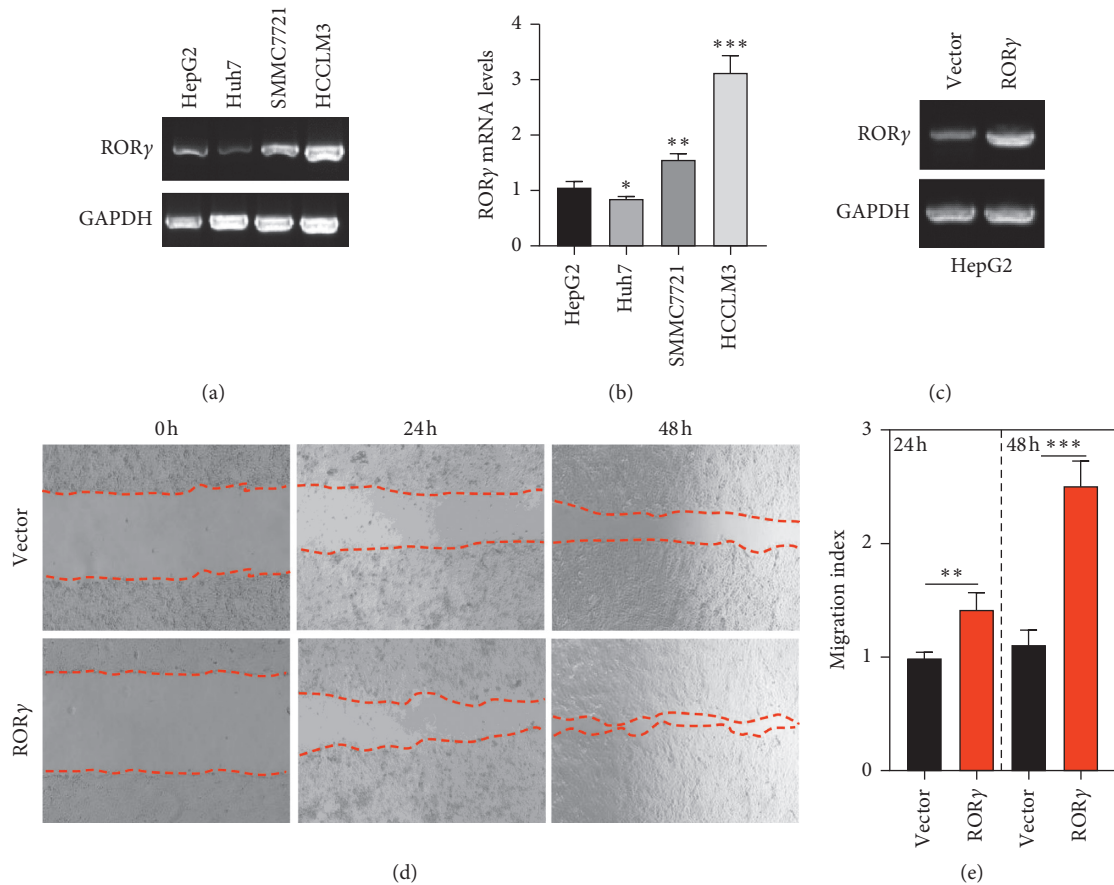 HepG2
Huh7
SMMC7721
HCCLM3
RORγ
GAPDH
(a)
RORγ mRNA levels
4
3
2
1
0
*
**
***
HepG2
Huh7
SMMC7721
HCCLM3
(b)
Vector
RORγ
RORγ
GAPDH
HepG2
(c)
0 h
24 h
48 h
Vector
RORγ
(d)
Migration index
3
2
1
0
24 h
48 h
**
***
Vector
RORγ
Vector
RORγ
(e)